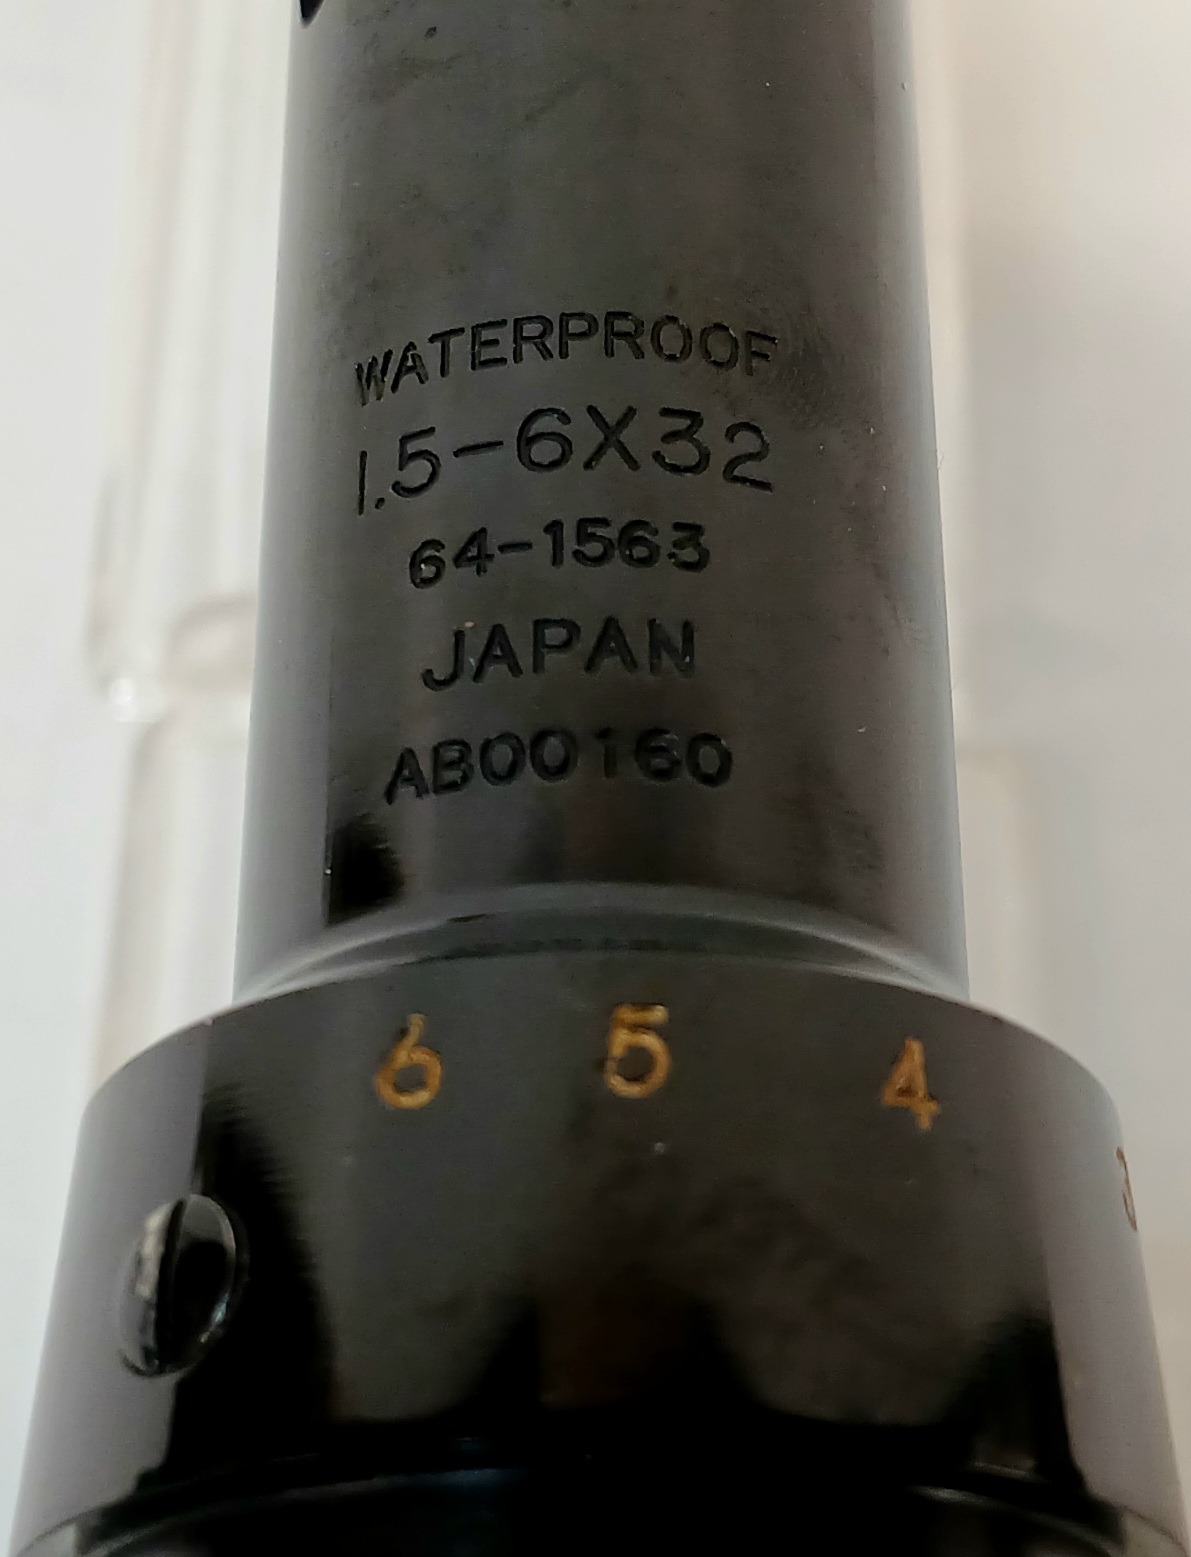 WATERPROOF
1.5-6X32
64-1563
JAPAN
AB00160
6 5 4